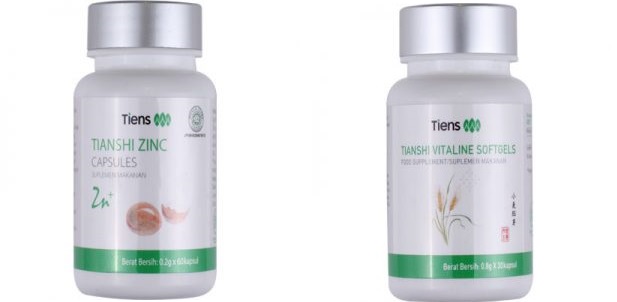 Tiens
TIANSHI ZINC
CAPSULES
SUPLEMEN MAKANAN
Zn+
Berat Bersih: 0.2g x 60kapsul
Tiens
TIANSHI VITALINE SOFTGELS
FOOD SUPPLEMENT/SUPLEMEN MAKANAN
Berat Bersih: 0.8g X 30kapsul